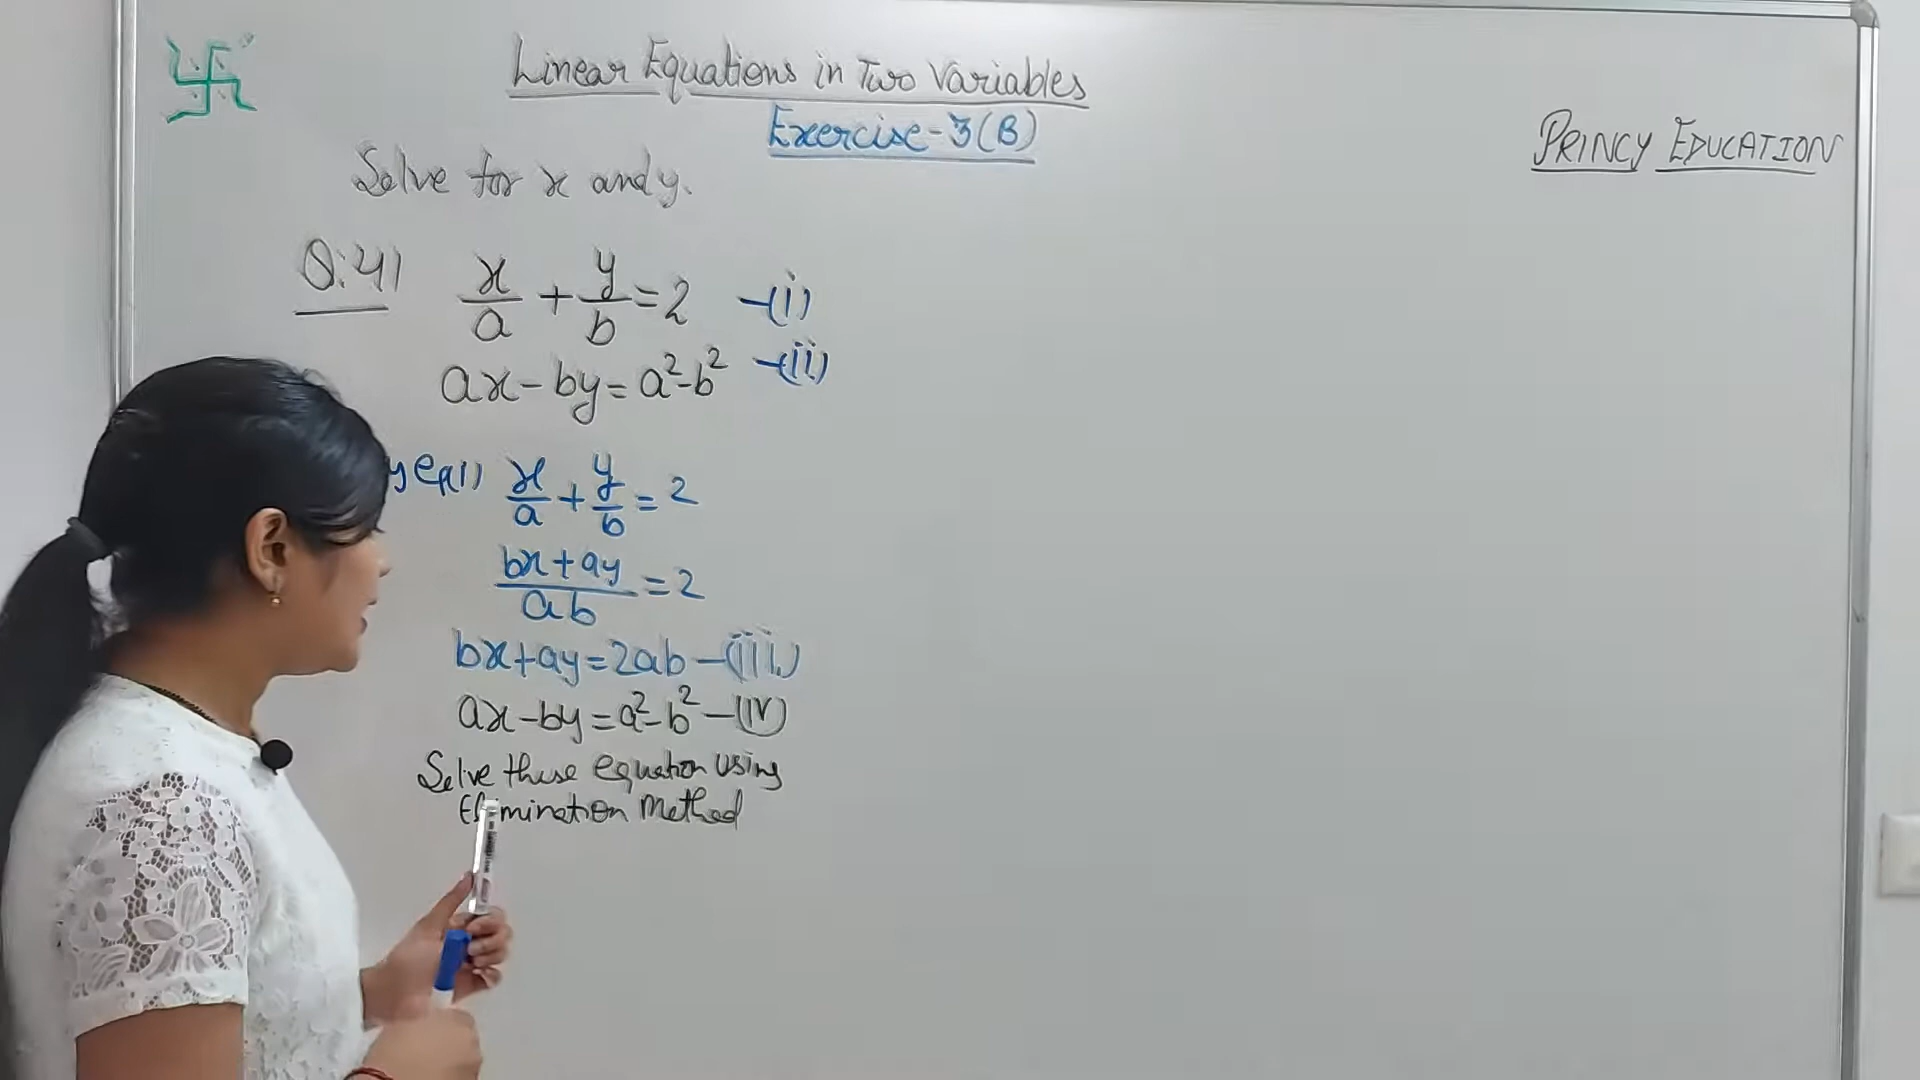 Linear Equations in Two Variables
Exercise-3(B)
PRINCY EDUCATION
Solve for x and y.
Q:41 x/a + y/b = 2 -(i)
ax-by=a²-b² -(ii)
eq(i) x/a + y/b = 2
bx+ay/ab = 2
bx+ay=2ab-(iii)
ax-by=a²-b²-(iv)
Solve these equation using
Elimination Method